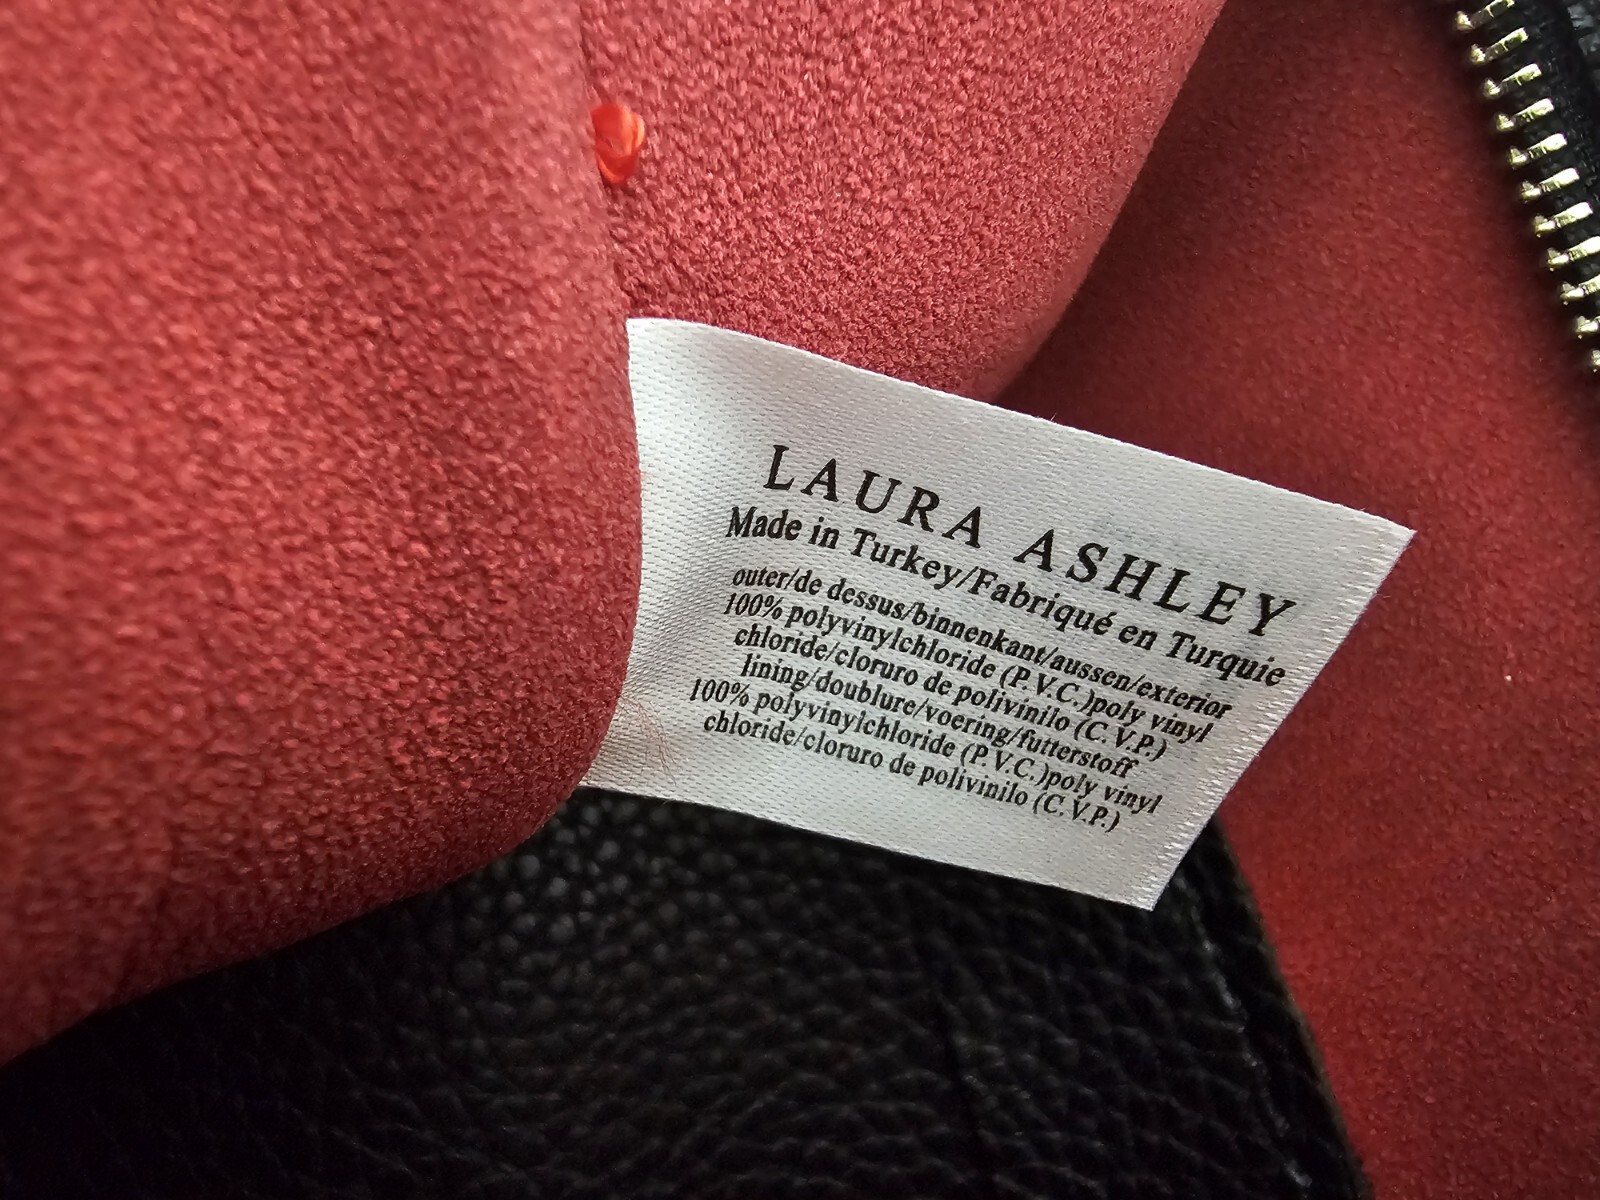 LAURA ASHLEY
Made in Turkey/Fabriqué en Turquie
outer/de dessus/binnenkant/aussen/exterior
100% polyvinylchloride (P.V.C.)poly vinyl
chloride/cloruro de polivinilo (C.V.P.)
lining/doublure/voering/futterstoff
100% polyvinylchloride (P.V.C.)poly vinyl
chloride/cloruro de polivinilo (C.V.P.)